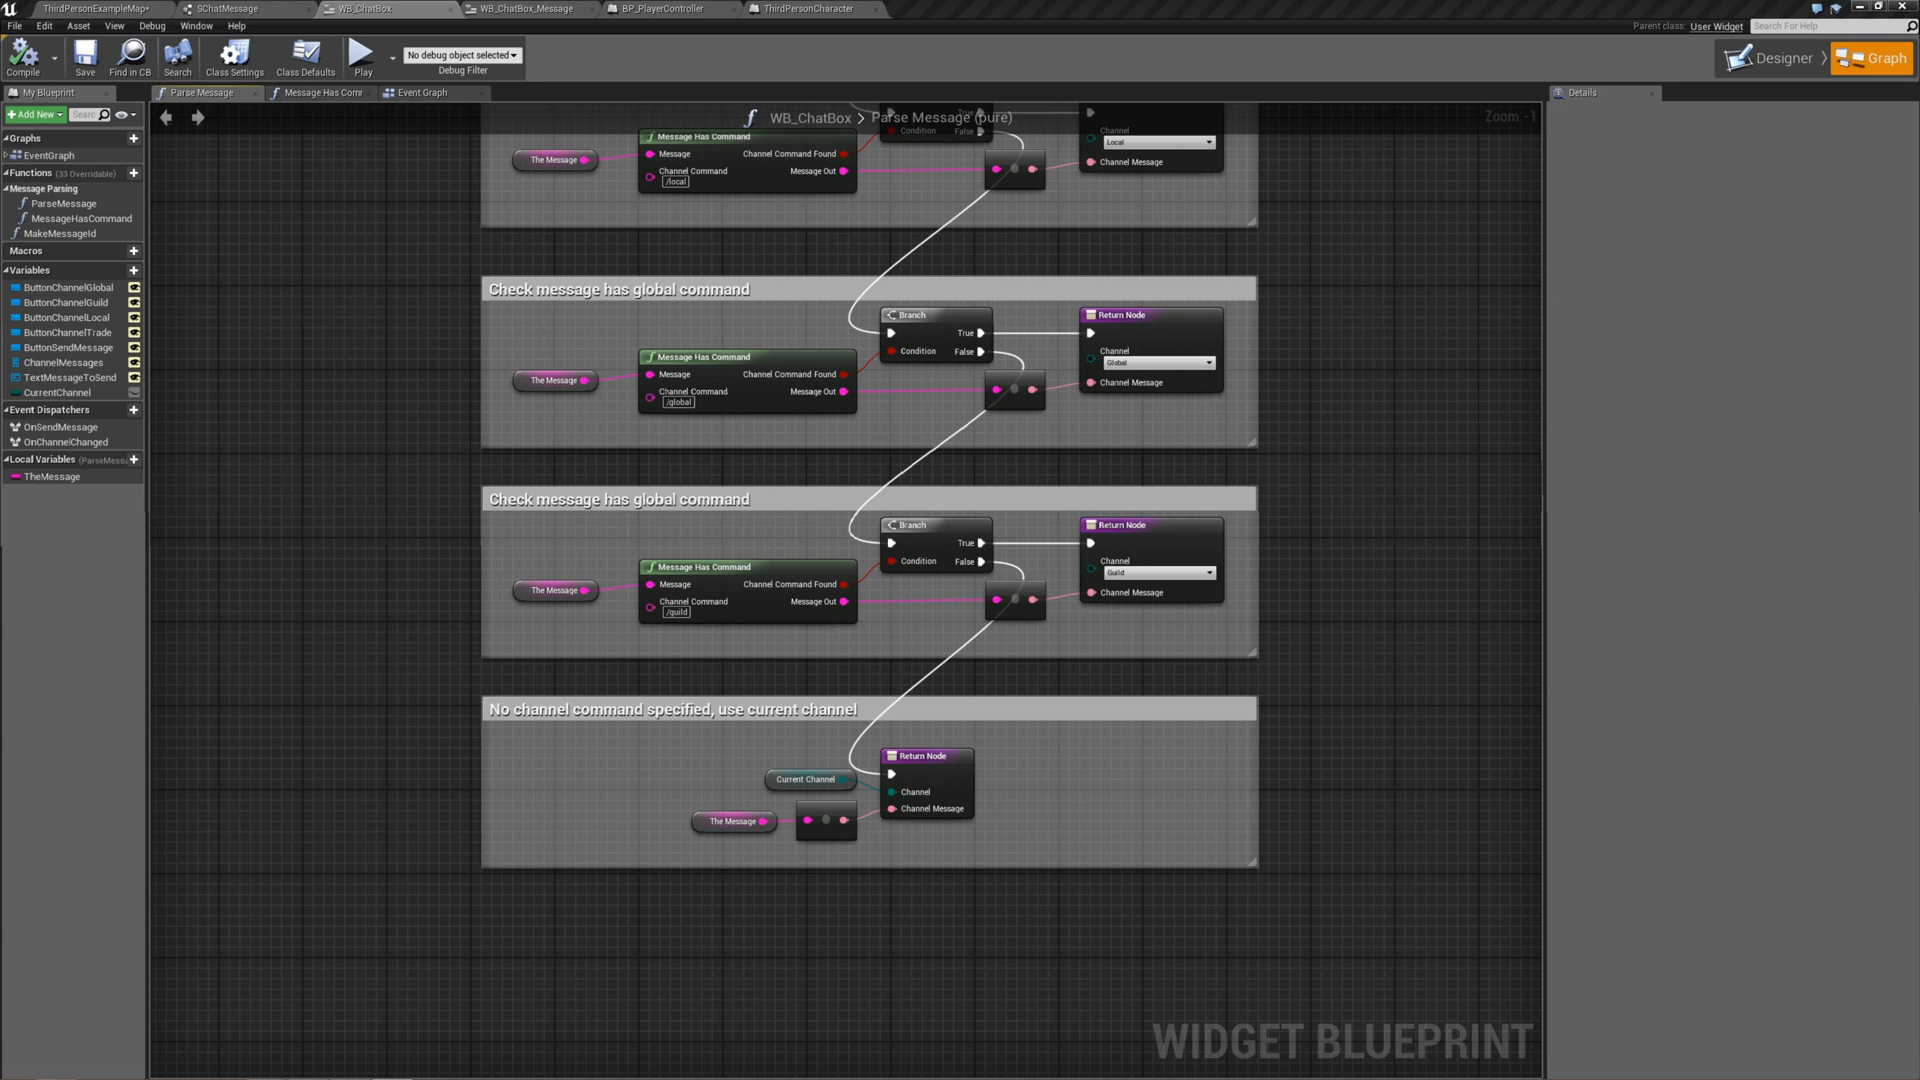 ThirdPersonExampleMap*
SChatMessage
WB_ChatBox
WB_ChatBox_Message
BP_PlayerController
ThirdPersonCharacter
File Edit Asset View Debug Window Help
Parent class: User Widget
Search For Help
Compile
Save
Find in CB
Search
Class Settings
Class Defaults
Play
No debug object selected
Debug Filter
Designer
Graph
My Blueprint
Parse Message
Message Has Comr
Event Graph
Details
+Add New
Searc
WB_ChatBox > Parse Message (pure)
Zoom -1
Graphs
EventGraph
Functions (33 Overridable)
Message Parsing
ParseMessage
MessageHasCommand
MakeMessageId
Macros
Variables
ButtonChannelGlobal
ButtonChannelGuild
ButtonChannelLocal
ButtonChannelTrade
ButtonSendMessage
ChannelMessages
TextMessageToSend
CurrentChannel
Event Dispatchers
OnSendMessage
OnChannelChanged
Local Variables (ParseMess
TheMessage
True
Condition False
The Message
Message Has Command
Message
Channel Command Found
Channel Command
/local
Message Out
Channel
Local
Channel Message
Check message has global command
Branch
True
Condition False
Return Node
Channel
Global
Channel Message
The Message
Message Has Command
Message
Channel Command Found
Channel Command
/global
Message Out
Check message has global command
Branch
True
Condition False
Return Node
Channel
Guild
Channel Message
The Message
Message Has Command
Message
Channel Command Found
Channel Command
/guild
Message Out
No channel command specified, use current channel
Return Node
Current Channel
Channel
Channel Message
The Message
WIDGET BLUEPRINT